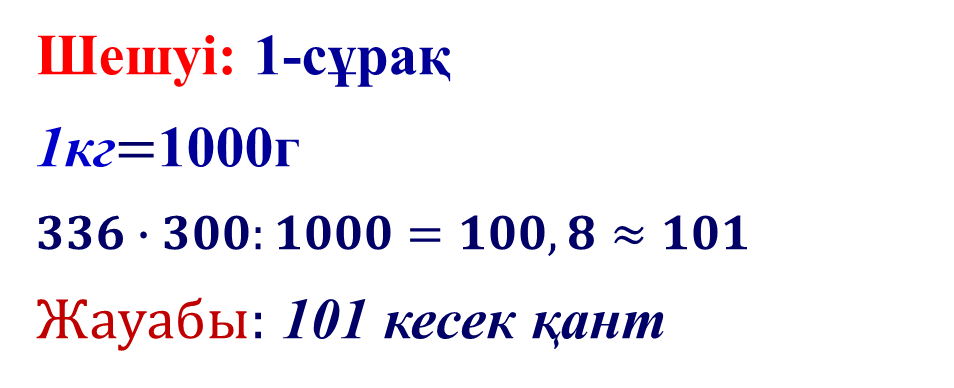 Шешуі: 1-сұрақ
1кг=1000г
336 · 300: 1000 = 100, 8 ≈ 101
Жауабы: 101 кесек қант